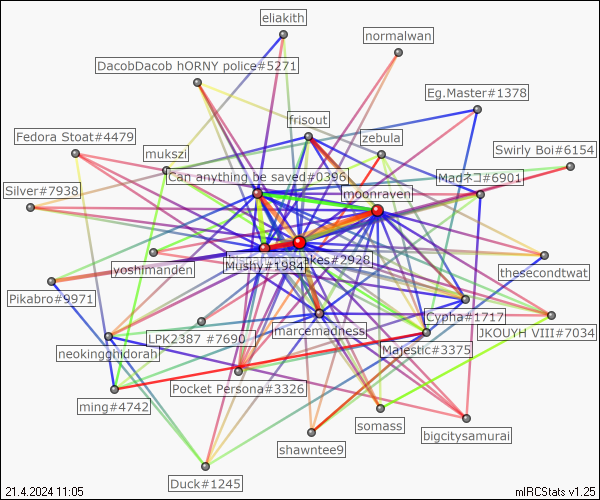 eliakith
normalwan
DacobDacob hORNY police#5271
Eg.Master#1378
frisout
Fedora Stoat#4479
zebula
Swirly Boi#6154
mukszi
Can anything be saved#0396
Madネコ#6901
Silver#7938
moonraven
akes#2928
Mushy#1984
yoshimanden
thesecondtwat
Pikabro#9971
Cypha#1717
marcemadness
JKOUYH VIII#7034
LPK2387 #7690
Majestic#3375
neokingghidorah
Pocket Persona#3326
ming#4742
somass
bigcitysamurai
shawntee9
Duck#1245
21.4.2024 11:05
mIRCStats v1.25